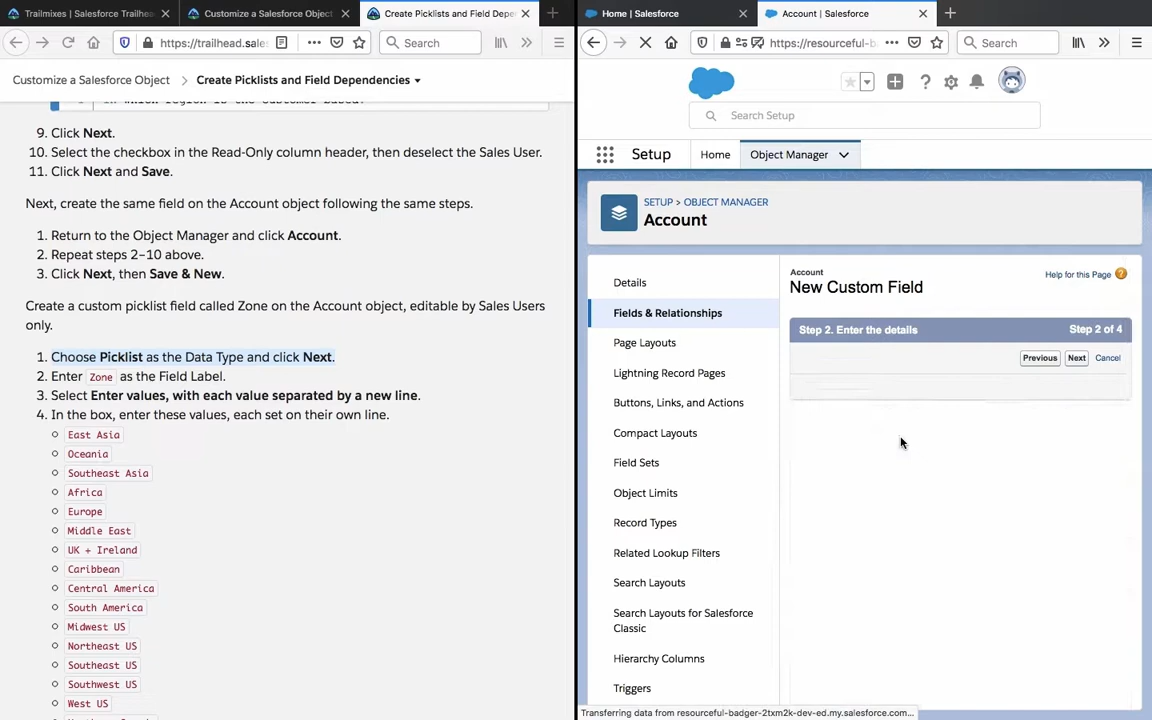 Trailmixes | Salesforce Trailhea
Customize a Salesforce Object
Create Picklists and Field Depe
Home | Salesforce
Account | Salesforce
https://trailhead.sale
Search
https://resourceful-b
Search
Customize a Salesforce Object
Create Picklists and Field Dependencies
9. Click Next.
10. Select the checkbox in the Read-Only column header, then deselect the Sales User.
11. Click Next and Save.
Next, create the same field on the Account object following the same steps.
1. Return to the Object Manager and click Account.
2. Repeat steps 2–10 above.
3. Click Next, then Save & New.
Create a custom picklist field called Zone on the Account object, editable by Sales Users
only.
1. Choose Picklist as the Data Type and click Next.
2. Enter Zone as the Field Label.
3. Select Enter values, with each value separated by a new line.
4. In the box, enter these values, each set on their own line.
East Asia
Oceania
Southeast Asia
Africa
Europe
Middle East
UK + Ireland
Caribbean
Central America
South America
Midwest US
Northeast US
Southeast US
Southwest US
West US
Search Setup
Setup
Home
Object Manager
SETUP > OBJECT MANAGER
Account
Details
Fields & Relationships
Page Layouts
Lightning Record Pages
Buttons, Links, and Actions
Compact Layouts
Field Sets
Object Limits
Record Types
Related Lookup Filters
Search Layouts
Search Layouts for Salesforce
Classic
Hierarchy Columns
Triggers
Account
New Custom Field
Help for this Page
Step 2. Enter the details
Step 2 of 4
Previous
Next
Cancel
Transferring data from resourceful-badger-2txm2k-dev-ed.my.salesforce.com...